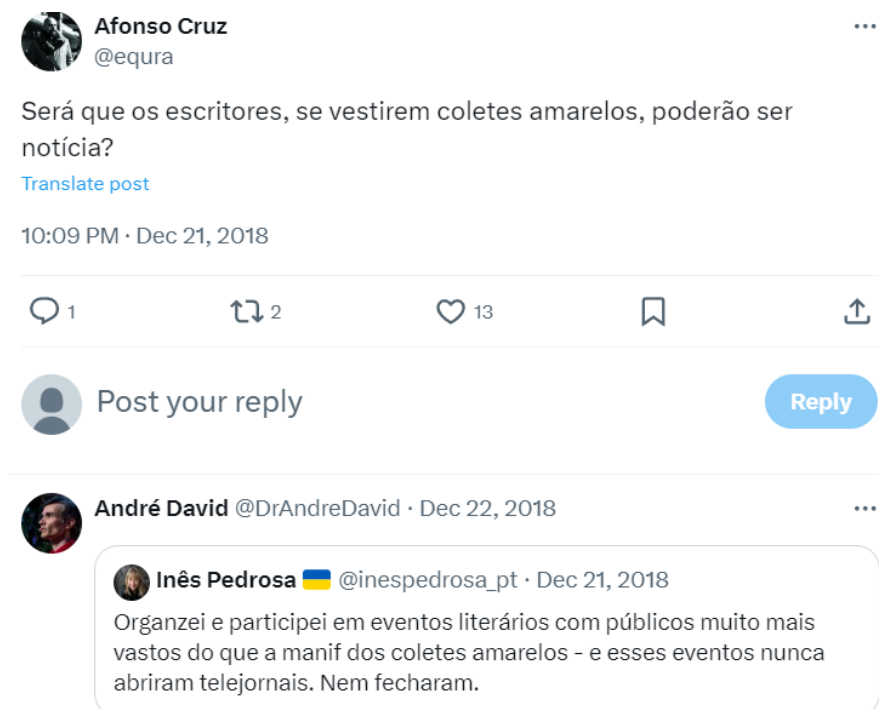 Afonso Cruz
@equra
Será que os escritores, se vestirem coletes amarelos, poderão ser
notícia?
Translate post
10:09 PM · Dec 21, 2018
1 2 13
Post your reply Reply
André David @DrAndreDavid · Dec 22, 2018
Inês Pedrosa 🇺🇦 @inespedrosa_pt · Dec 21, 2018
Organzei e participei em eventos literários com públicos muito mais
vastos do que a manif dos coletes amarelos - e esses eventos nunca
abriram telejornais. Nem fecharam.